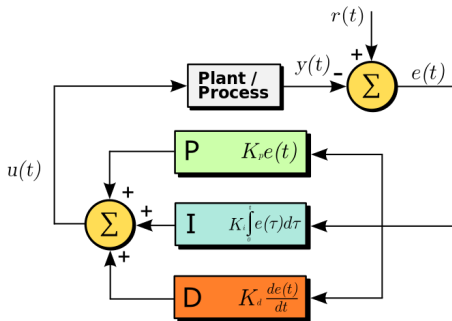 r(t)
+
Plant /
Process
y(t)
-
Σ
e(t)
P K_p e(t)
u(t)
+
Σ
+
I K_i ∫_0^t e(τ)dτ
+
D K_d de(t)/dt